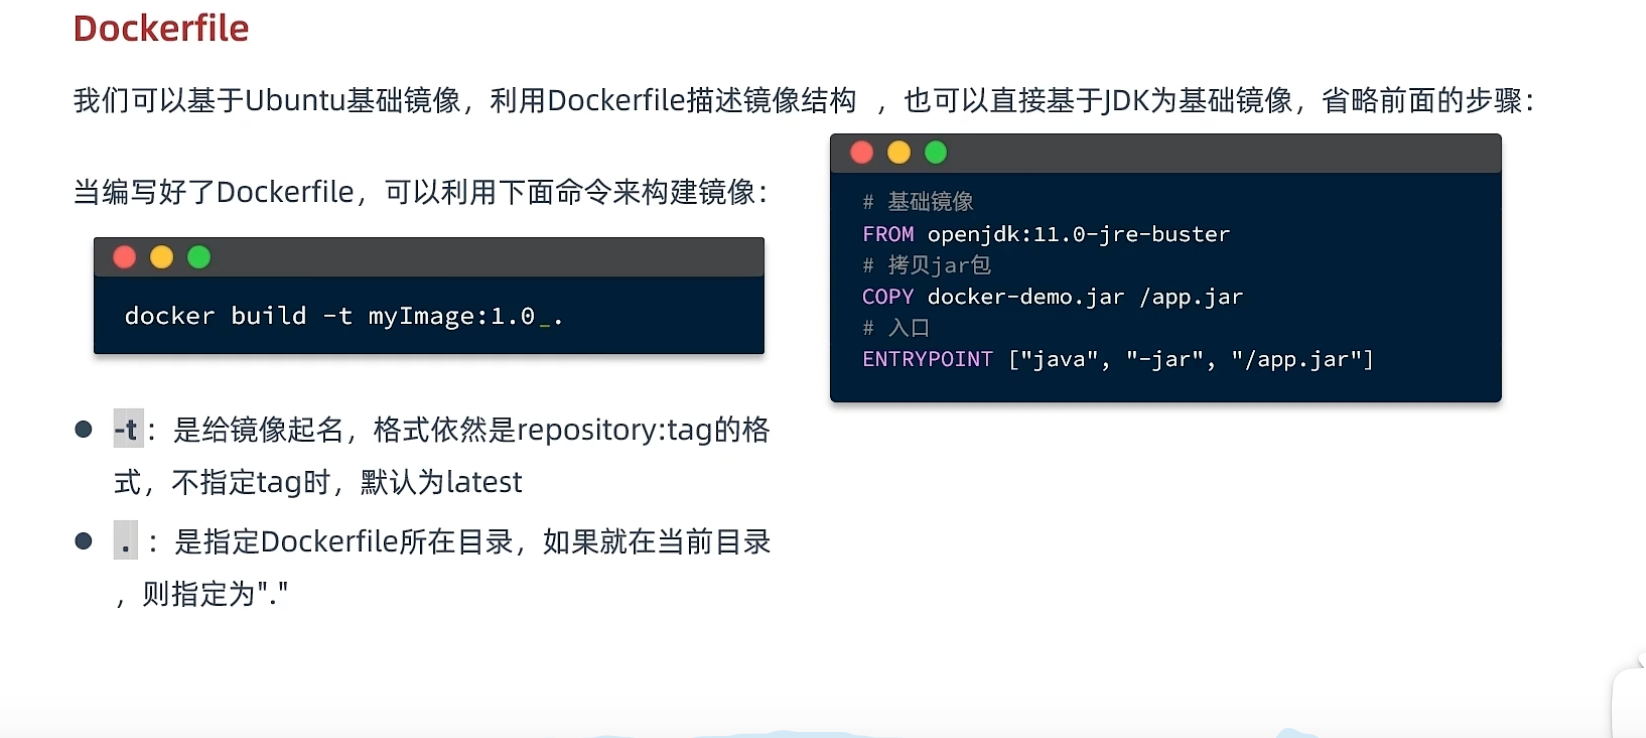 Dockerfile
我们可以基于Ubuntu基础镜像，利用Dockerfile描述镜像结构 ，也可以直接基于JDK为基础镜像，省略前面的步骤：
当编写好了Dockerfile，可以利用下面命令来构建镜像：
docker build -t myImage:1.0_.
-t：是给镜像起名，格式依然是repository:tag的格
式，不指定tag时，默认为latest
. ：是指定Dockerfile所在目录，如果就在当前目录
，则指定为"."
# 基础镜像
FROM openjdk:11.0-jre-buster
# 拷贝jar包
COPY docker-demo.jar /app.jar
# 入口
ENTRYPOINT ["java", "-jar", "/app.jar"]